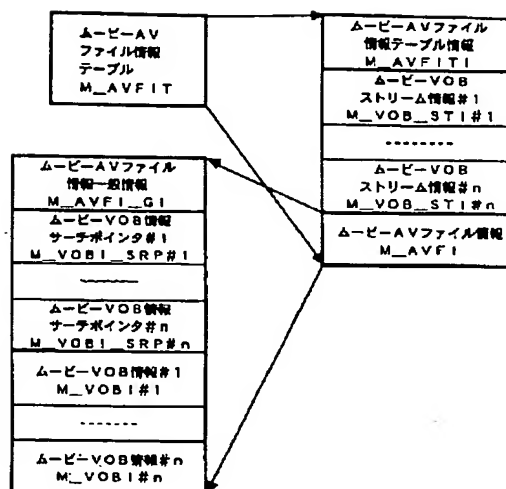 ムービーAV
ファイル情報
テーブル
M_AVFIT
ムービーAVファイル
情報テーブル情報
M_AVFITI
ムービーVOB
ストリーム情報#1
M_VOB_STI#1
--------
ムービーVOB
ストリーム情報#n
M_VOB_STI#n
ムービーAVファイル情報
M_AVFI
ムービーAVファイル
情報一般情報
M_AVFI_GI
ムービーVOB情報
サーチポインタ#1
M_VOBI_SRP#1
ムービーVOB情報
サーチポインタ#n
M_VOBI_SRP#n
ムービーVOB情報#1
M_VOBI#1
-------
ムービーVOB情報#n
M_VOBI#n